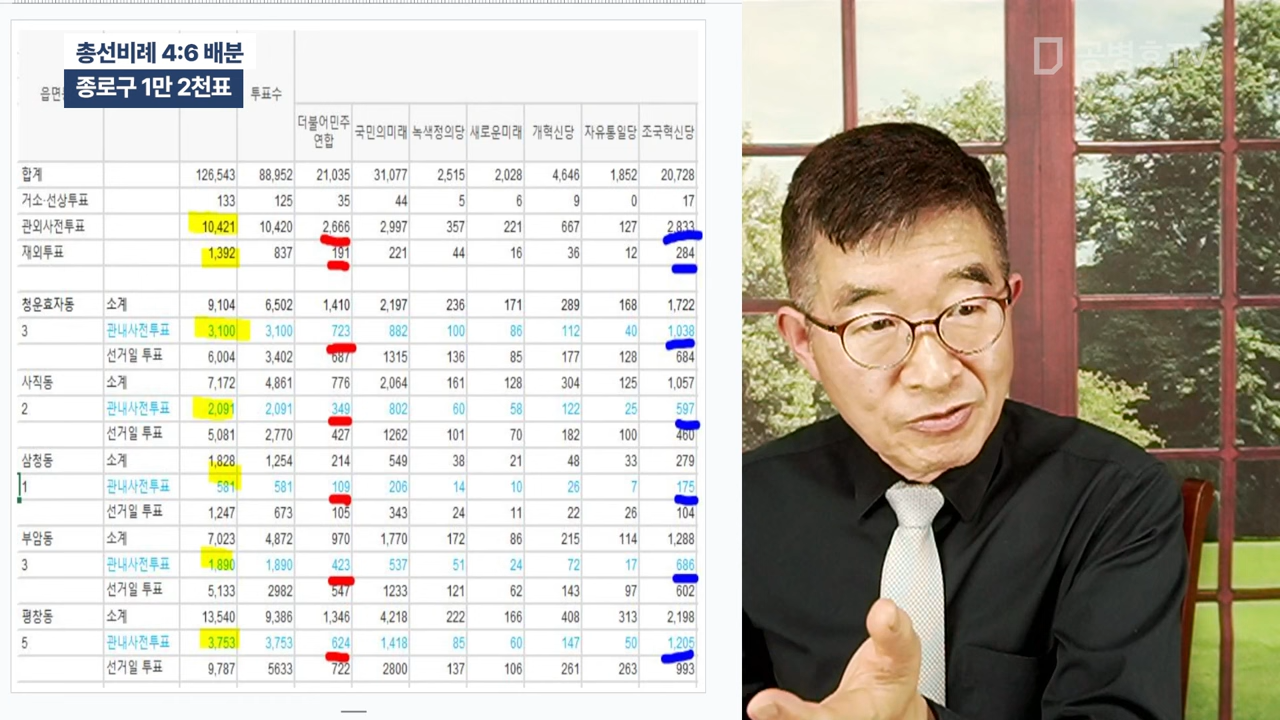 총선비례 4:6 배분
종로구 1만 2천표
읍면 투표수
더불어민주연합 국민의미래 녹색정의당 새로운미래 개혁신당 자유통일당 조국혁신당
합계 126,543 88,952 21,035 31,077 2,515 2,028 4,646 1,852 20,728
거소·선상투표 133 125 35 44 5 6 9 0 17
관외사전투표 10,421 10,420 2,666 2,997 357 221 667 127 2,833
재외투표 1,392 837 191 221 44 16 36 12 284
청운효자동 소계 9,104 6,502 1,410 2,197 236 171 289 168 1,722
3 관내사전투표 3,100 3,100 723 882 100 86 112 40 1,038
선거일 투표 6,004 3,402 687 1315 136 85 177 128 684
사직동 소계 7,172 4,861 776 2,064 161 128 304 125 1,057
2 관내사전투표 2,091 2,091 349 802 60 58 122 25 597
선거일 투표 5,081 2,770 427 1262 101 70 182 100 460
삼청동 소계 1,828 1,254 214 549 38 21 48 33 279
1 관내사전투표 581 581 109 206 14 10 26 7 175
선거일 투표 1,247 673 105 343 24 11 22 26 104
부암동 소계 7,023 4,872 970 1,770 172 86 215 114 1,288
3 관내사전투표 1,890 1,890 423 537 51 24 72 17 686
선거일 투표 5,133 2982 547 1233 121 62 143 97 602
평창동 소계 13,540 9,386 1,346 4,218 222 166 408 313 2,198
5 관내사전투표 3,753 3,753 624 1,418 85 60 147 50 1,205
선거일 투표 9,787 5633 722 2800 137 106 261 263 993
공병호TV